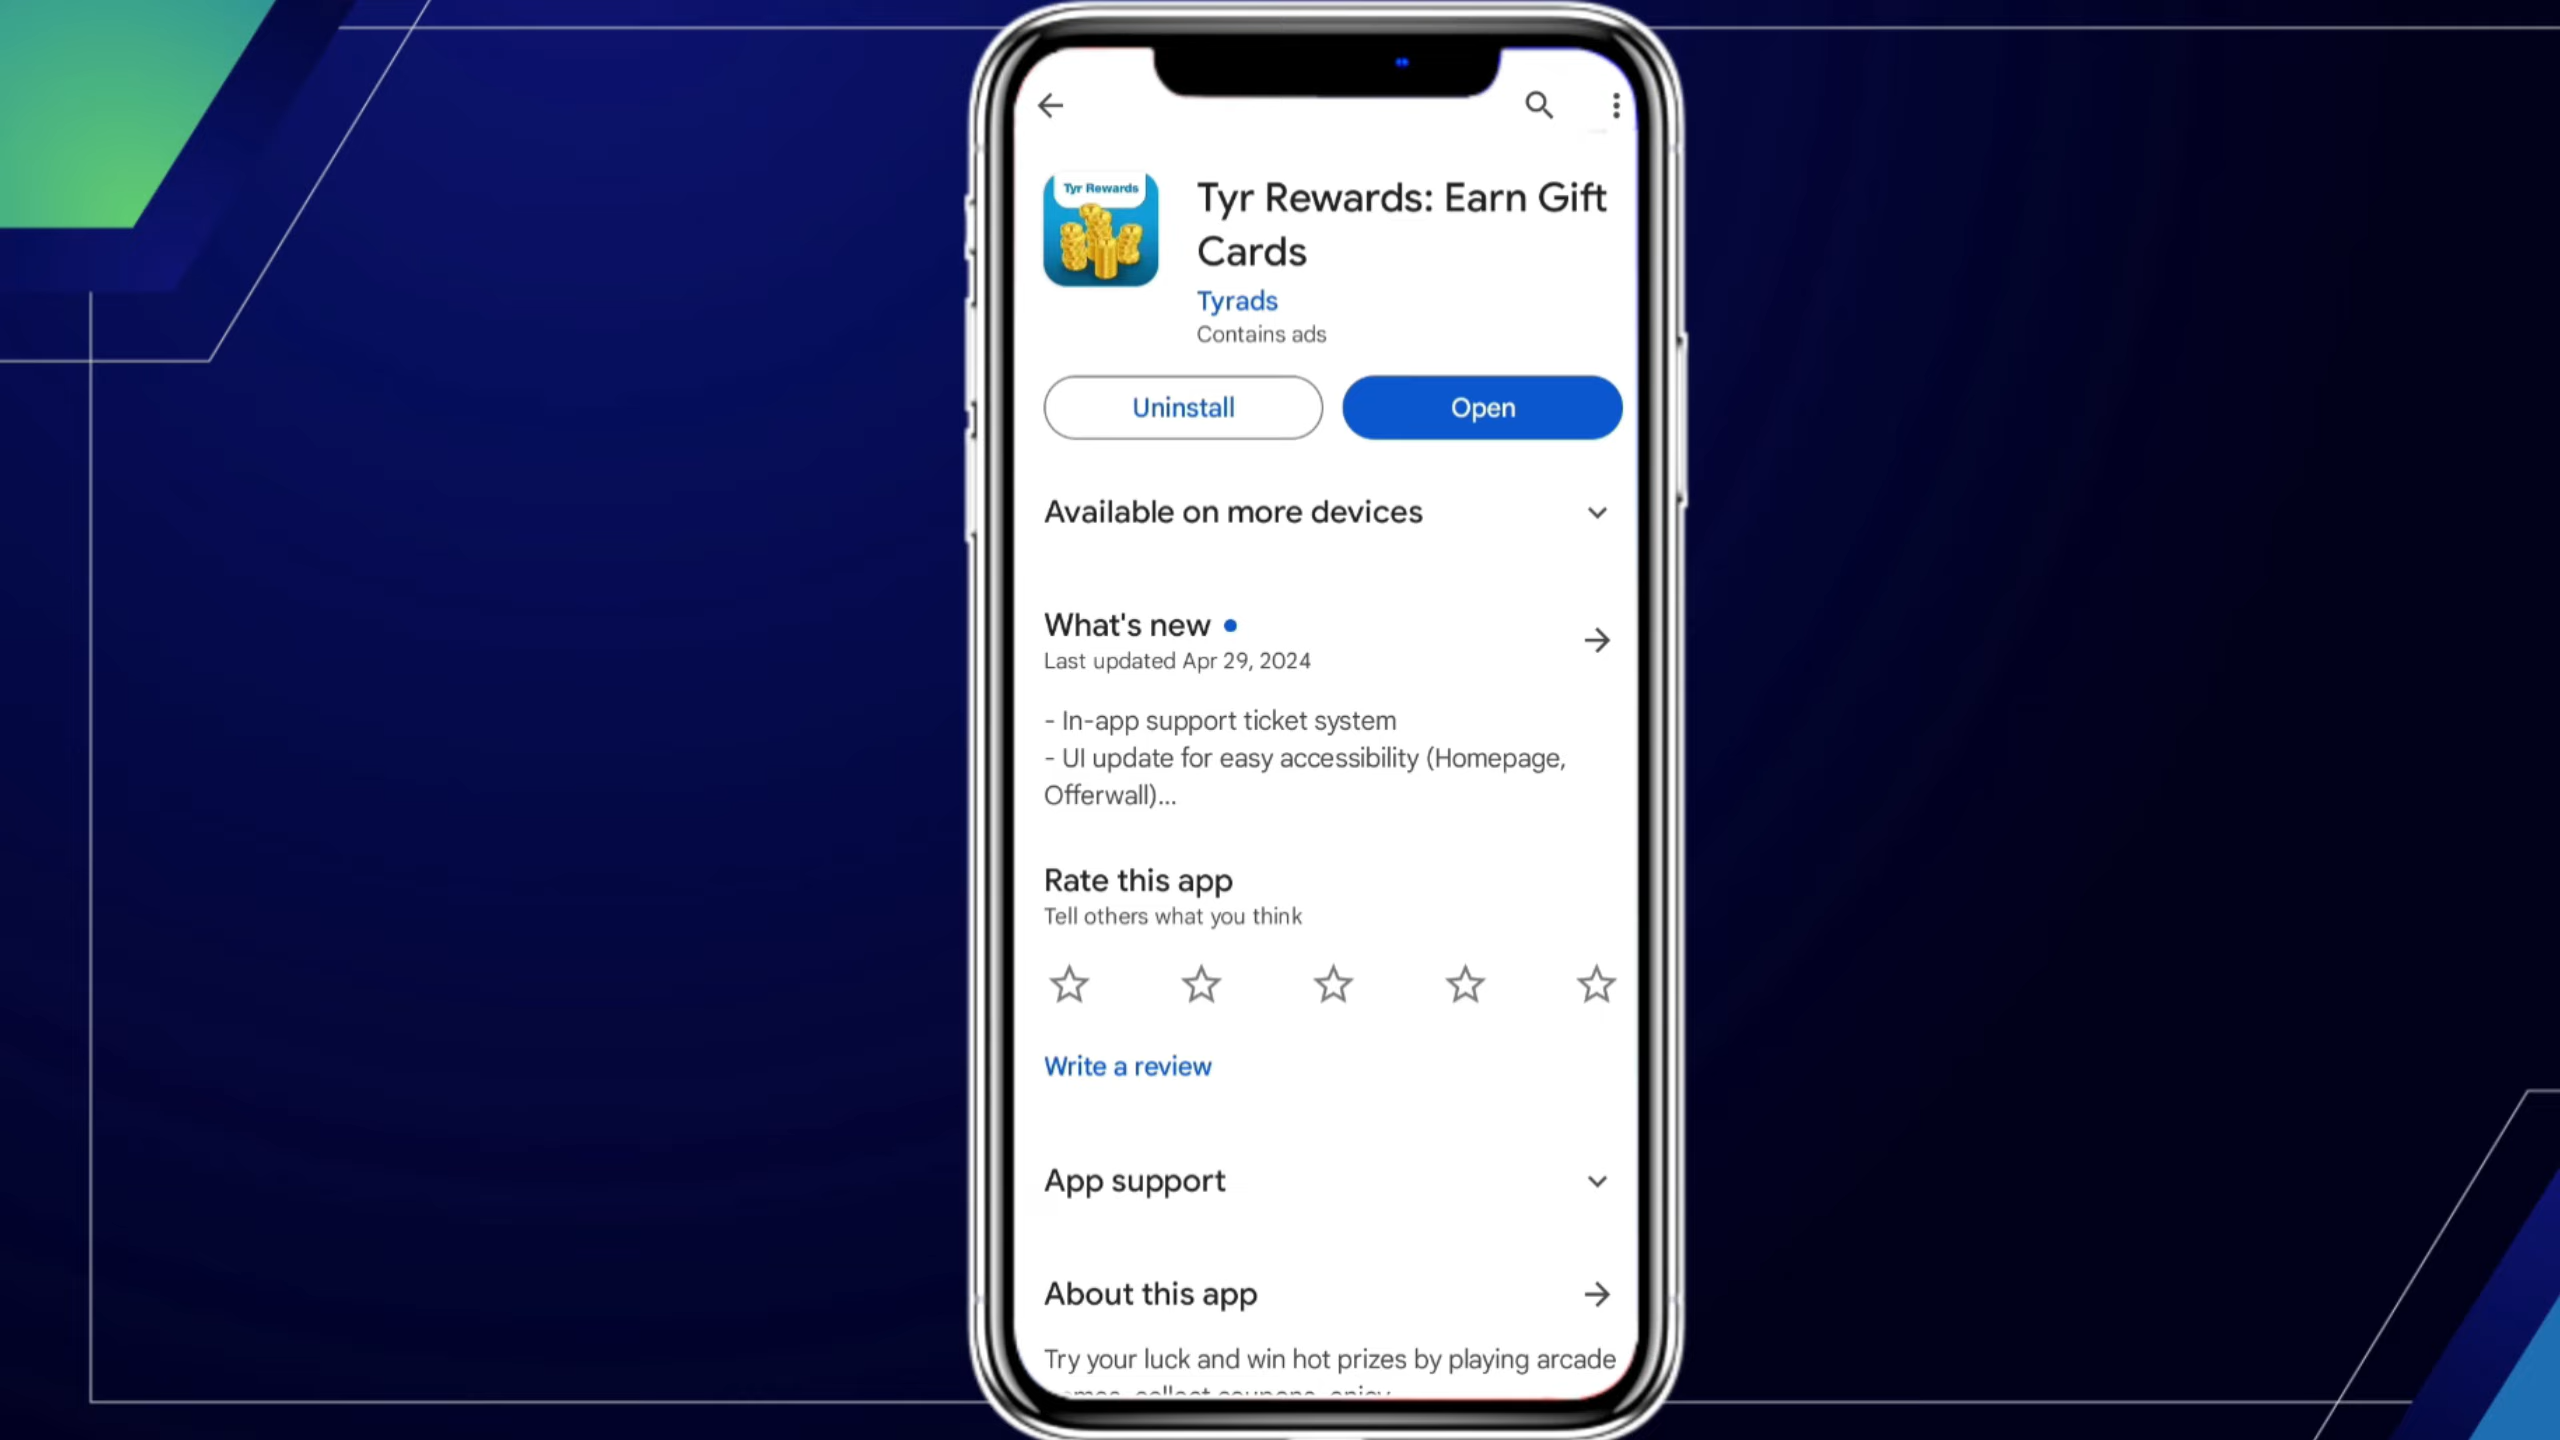 Tyr Rewards
Tyr Rewards: Earn Gift
Cards
Tyrads
Contains ads
Uninstall
Open
Available on more devices
What's new
Last updated Apr 29, 2024
- In-app support ticket system
- UI update for easy accessibility (Homepage,
Offerwall)...
Rate this app
Tell others what you think
Write a review
App support
About this app
Try your luck and win hot prizes by playing arcade